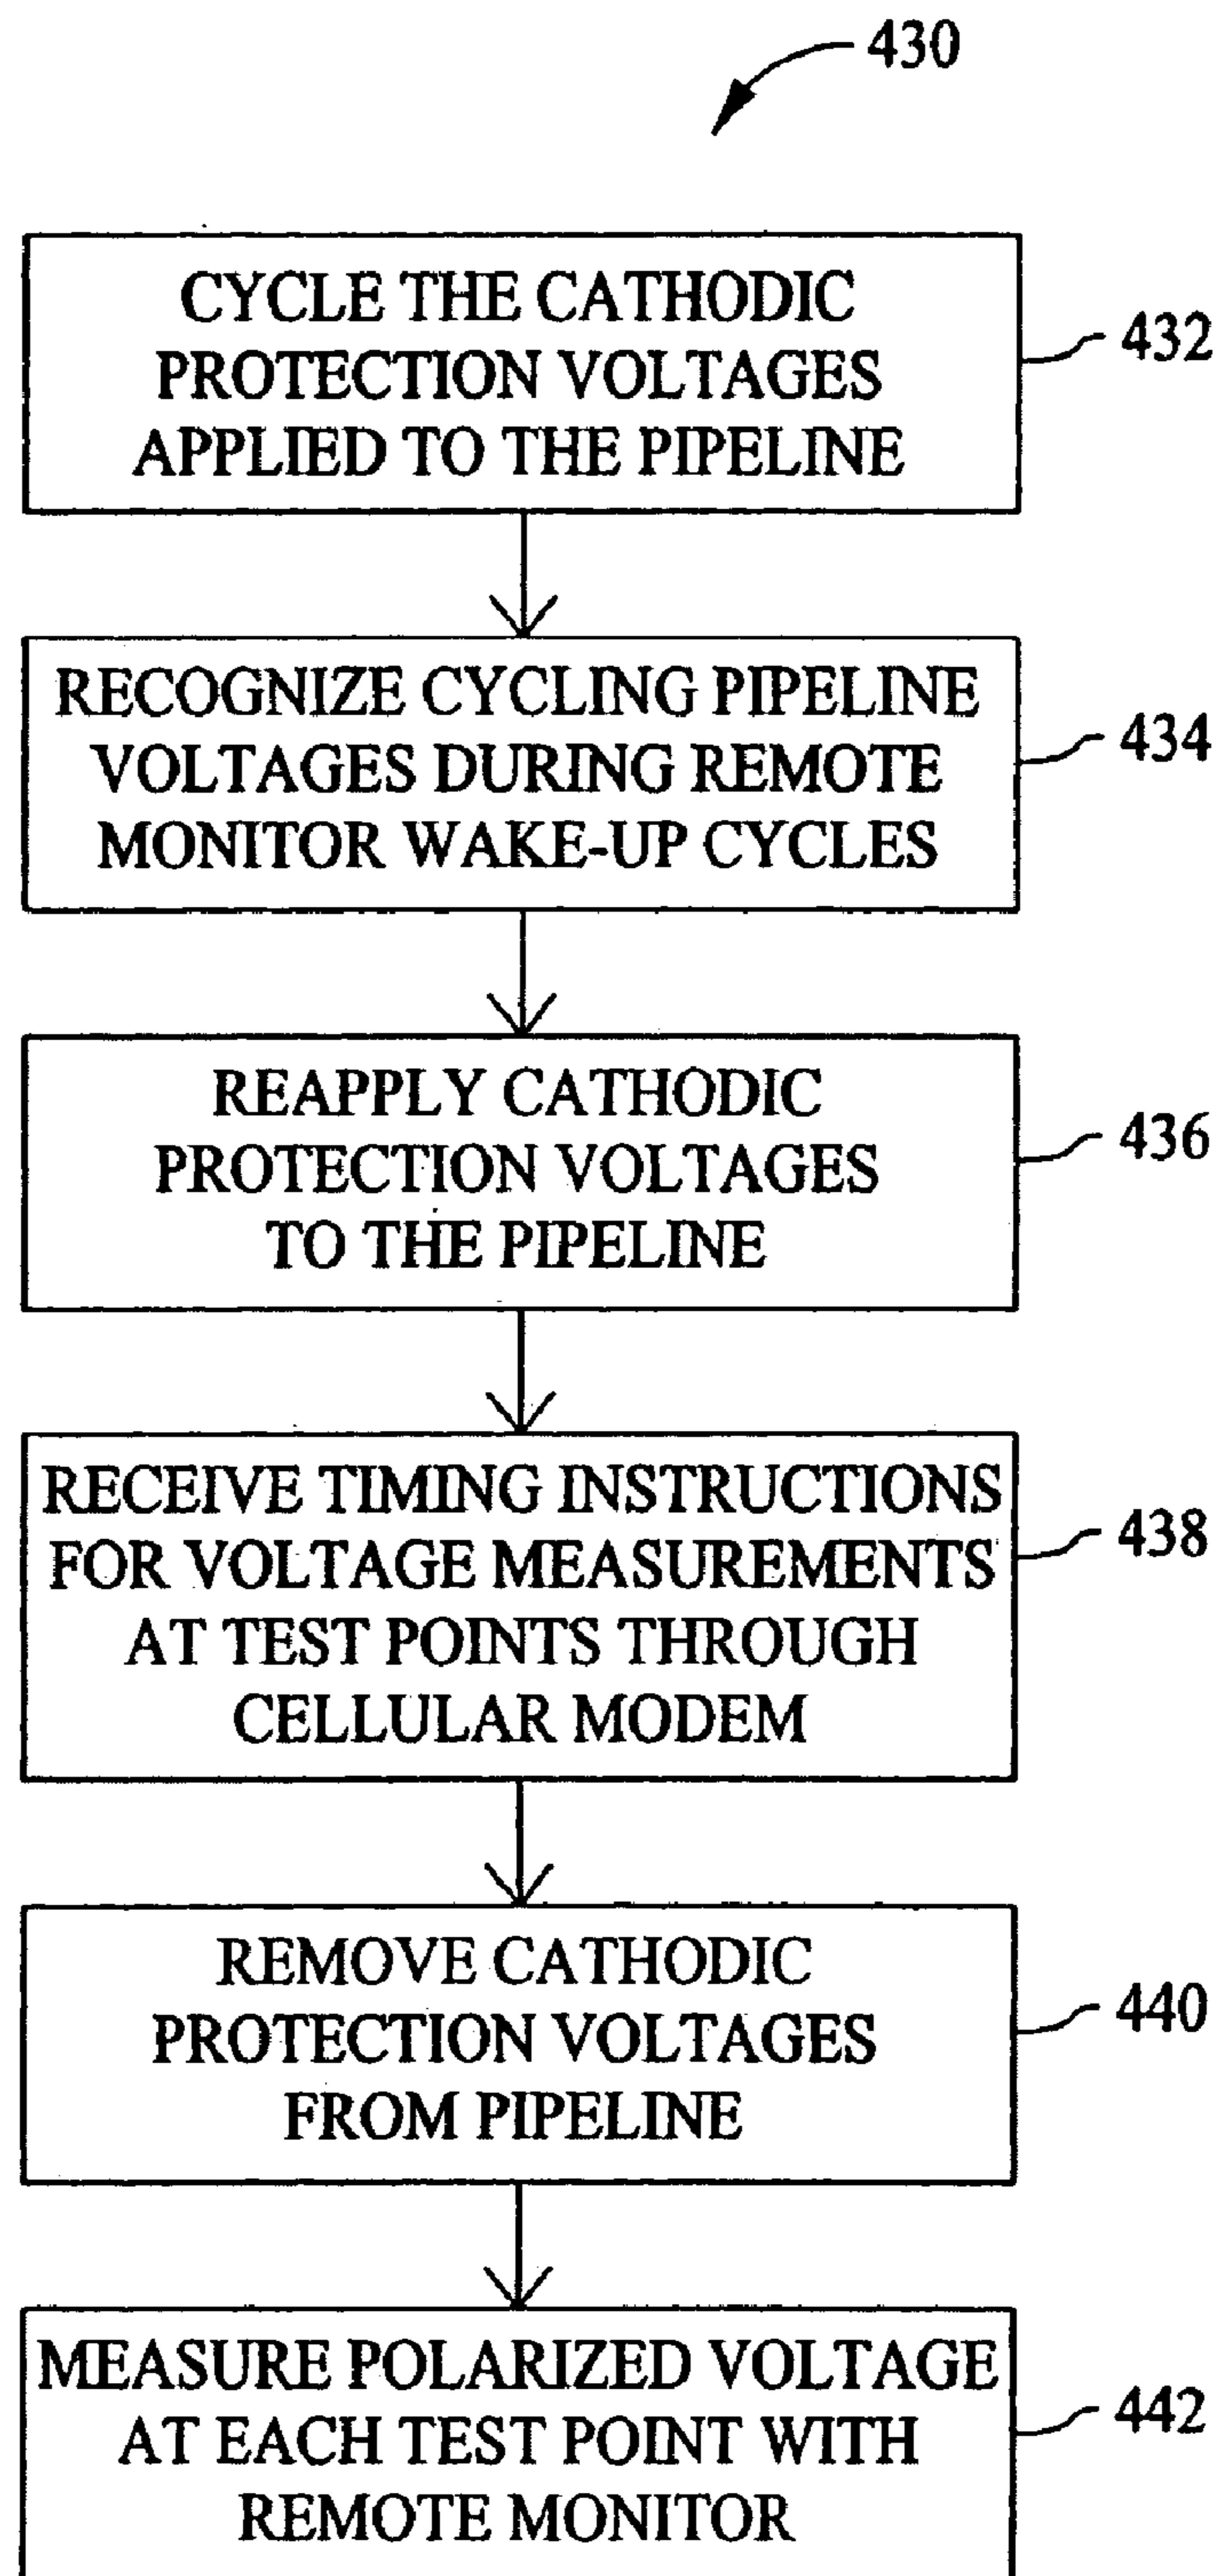 430
CYCLE THE CATHODIC
PROTECTION VOLTAGES
APPLIED TO THE PIPELINE
432
RECOGNIZE CYCLING PIPELINE
VOLTAGES DURING REMOTE
MONITOR WAKE-UP CYCLES
434
REAPPLY CATHODIC
PROTECTION VOLTAGES
TO THE PIPELINE
436
RECEIVE TIMING INSTRUCTIONS
FOR VOLTAGE MEASUREMENTS
AT TEST POINTS THROUGH
CELLULAR MODEM
438
REMOVE CATHODIC
PROTECTION VOLTAGES
FROM PIPELINE
440
MEASURE POLARIZED VOLTAGE
AT EACH TEST POINT WITH
REMOTE MONITOR
442